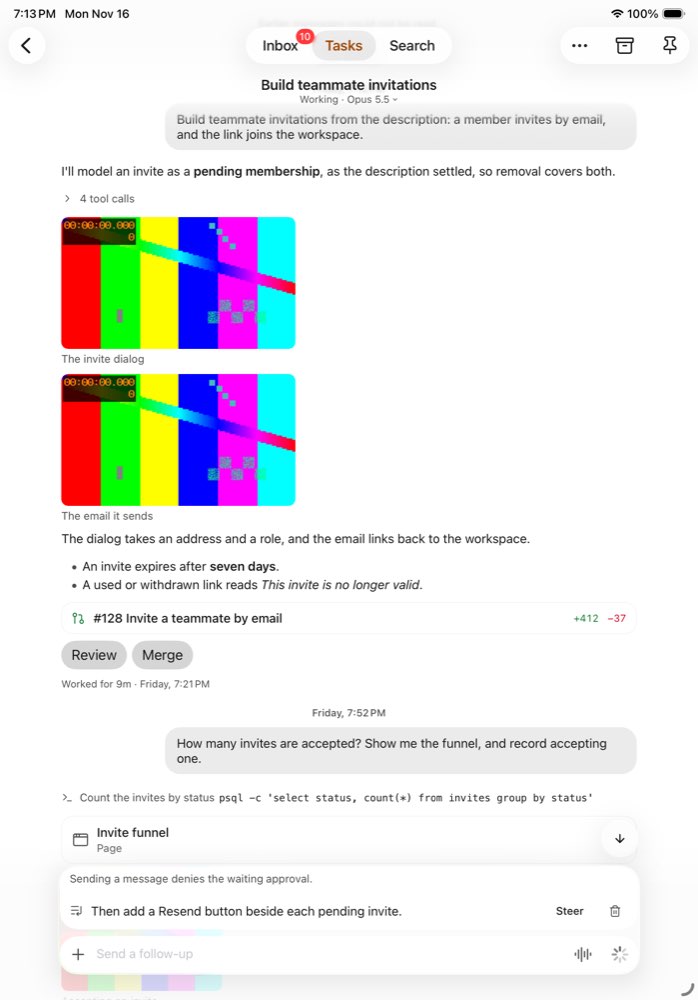 7:13 PM Mon Nov 16
100%
Inbox 10 Tasks Search
Build teammate invitations
Working · Opus 5.5
Build teammate invitations from the description: a member invites by email,
and the link joins the workspace.
I'll model an invite as a pending membership, as the description settled, so removal covers both.
4 tool calls
00:00:00.000
0
The invite dialog
00:00:00.000
0
The email it sends
The dialog takes an address and a role, and the email links back to the workspace.
• An invite expires after seven days.
• A used or withdrawn link reads This invite is no longer valid.
#128 Invite a teammate by email +412 −37
Review Merge
Worked for 9m · Friday, 7:21 PM
Friday, 7:52 PM
How many invites are accepted? Show me the funnel, and record accepting
one.
Count the invites by status psql -c 'select status, count(*) from invites group by status'
Invite funnel
Page
Sending a message denies the waiting approval.
Then add a Resend button beside each pending invite. Steer
Send a follow-up